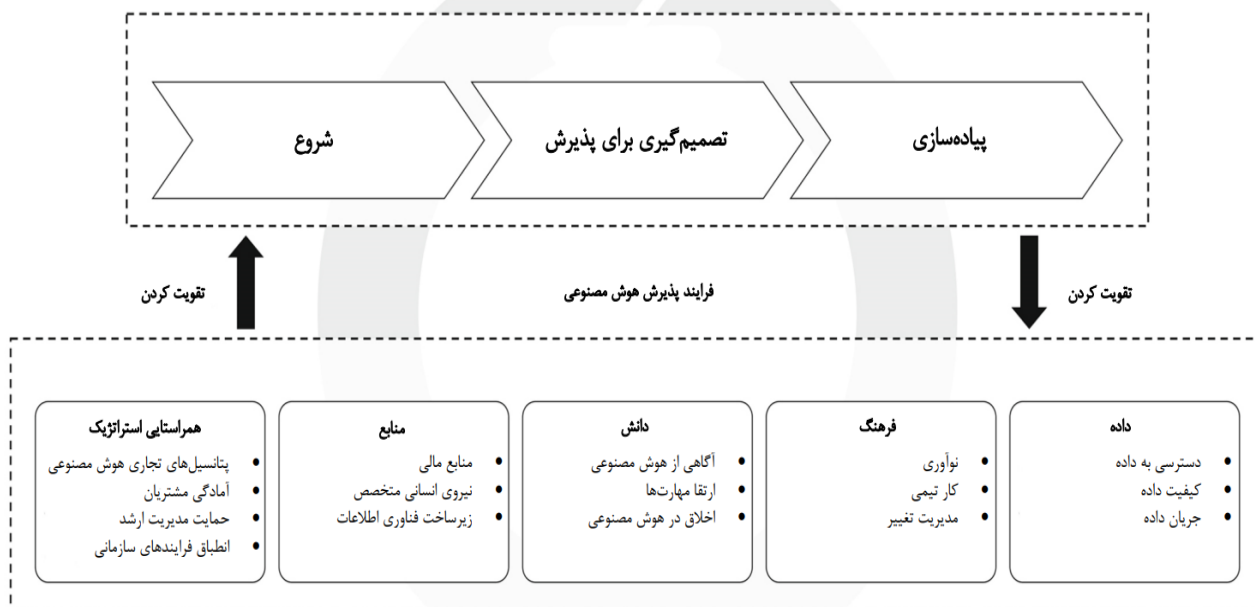 شروع
تصمیم‌گیری برای پذیرش
پیاده‌سازی
تقویت کردن
فرایند پذیرش هوش مصنوعی
تقویت کردن
همراستایی استراتژیک
• پتانسیل‌های تجاری هوش مصنوعی
• آمادگی مشتریان
• حمایت مدیریت ارشد
• انطباق فرایندهای سازمانی
منابع
• منابع مالی
• نیروی انسانی متخصص
• زیرساخت فناوری اطلاعات
دانش
• آگاهی از هوش مصنوعی
• ارتقا مهارت‌ها
• اخلاق در هوش مصنوعی
فرهنگ
• نوآوری
• کار تیمی
• مدیریت تغییر
داده
• دسترسی به داده
• کیفیت داده
• جریان داده